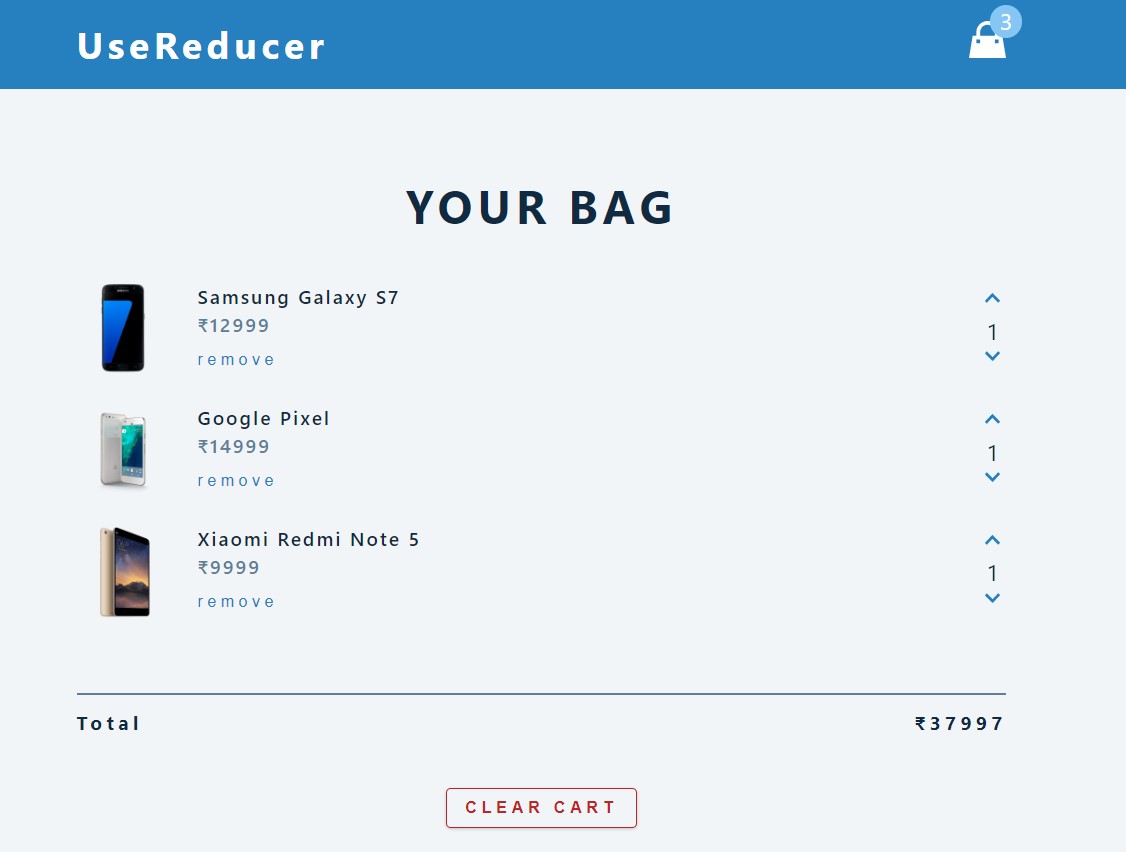 UseReducer
3
YOUR BAG
Samsung Galaxy S7
₹12999
remove
1
Google Pixel
₹14999
remove
1
Xiaomi Redmi Note 5
₹9999
remove
1
Total ₹37997
CLEAR CART